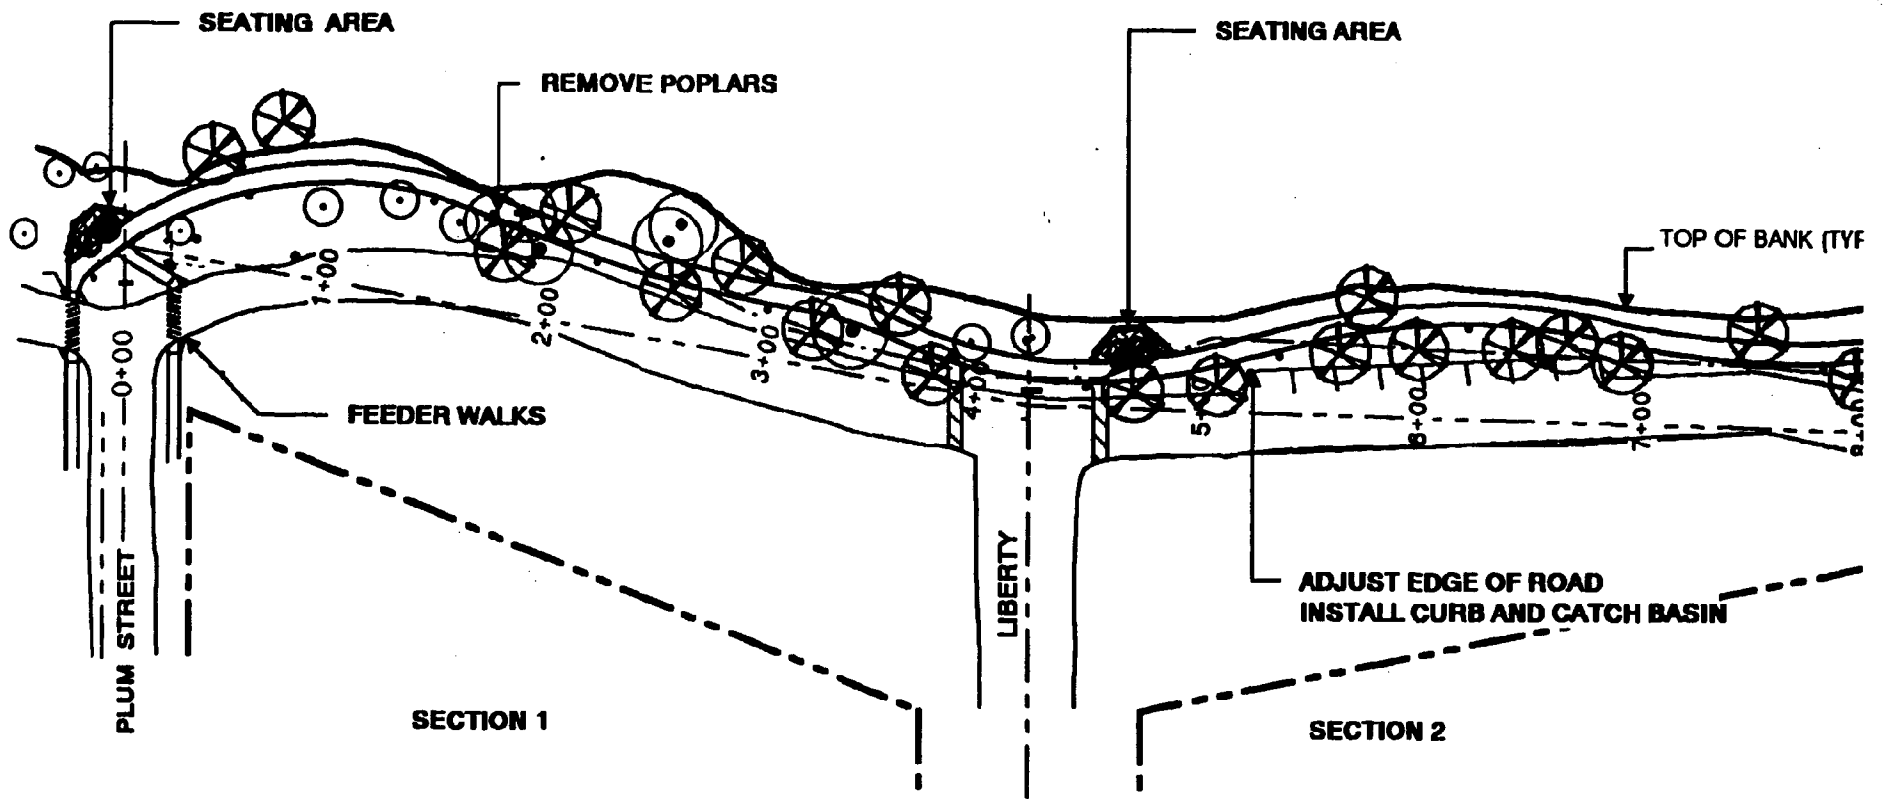 SEATING AREA
SEATING AREA
REMOVE POPLARS
TOP OF BANK (TYP
0+00
1+00
2+00
3+00
4+00
5+00
6+00
7+00
FEEDER WALKS
PLUM STREET
LIBERTY
ADJUST EDGE OF ROAD
INSTALL CURB AND CATCH BASIN
SECTION 1
SECTION 2